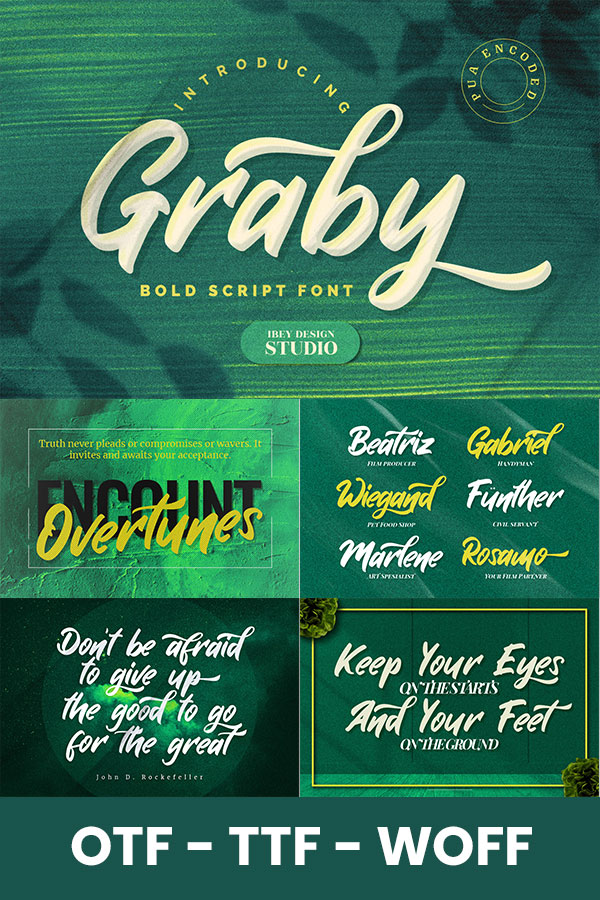 INTRODUCING
PUA ENCODED
Graby
BOLD SCRIPT FONT
IBEY DESIGN
STUDIO
Truth never pleads or compromises or wavers. It
invites and awaits your acceptance.
ENCOUNT
Overtunes
Beatriz
FILM PRODUCER
Gabriel
HANDYMAN
Wiegand
PET FOOD SHOP
Fünther
CIVIL SERVANT
Marlene
ART SPESIALIST
Rosamo
YOUR FILM PARTNER
Don't be afraid
to give up
the good to go
for the great
John D. Rockefeller
Keep Your Eyes
ON THE STARTS
And Your Feet
ON THE GROUND
OTF - TTF - WOFF